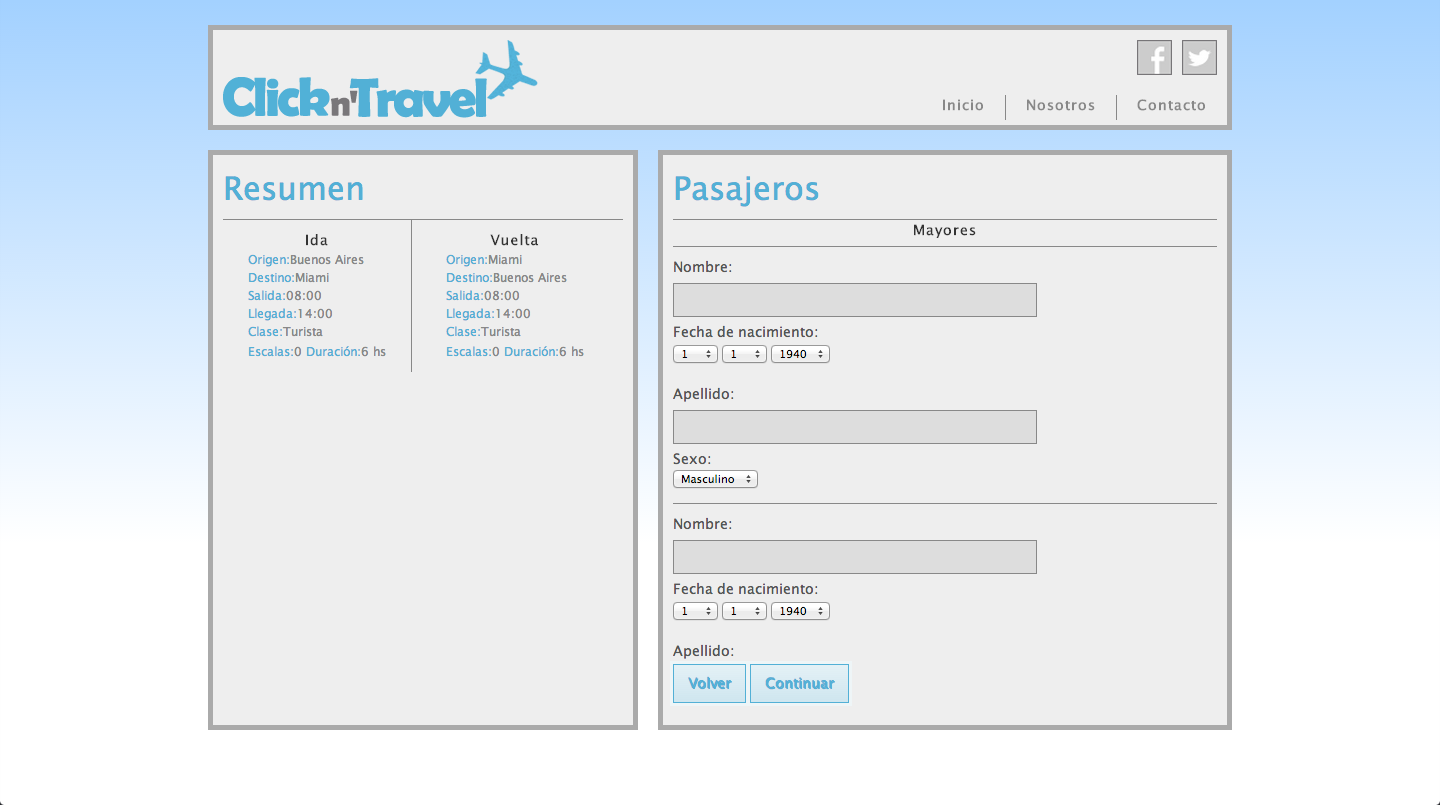 Click n' Travel
Inicio Nosotros Contacto
Resumen
Ida
Origen:Buenos Aires
Destino:Miami
Salida:08:00
Llegada:14:00
Clase:Turista
Escalas:0 Duración:6 hs
Vuelta
Origen:Miami
Destino:Buenos Aires
Salida:08:00
Llegada:14:00
Clase:Turista
Escalas:0 Duración:6 hs
Pasajeros
Mayores
Nombre:
Fecha de nacimiento:
1 1 1940
Apellido:
Sexo:
Masculino
Nombre:
Fecha de nacimiento:
1 1 1940
Apellido:
Volver Continuar